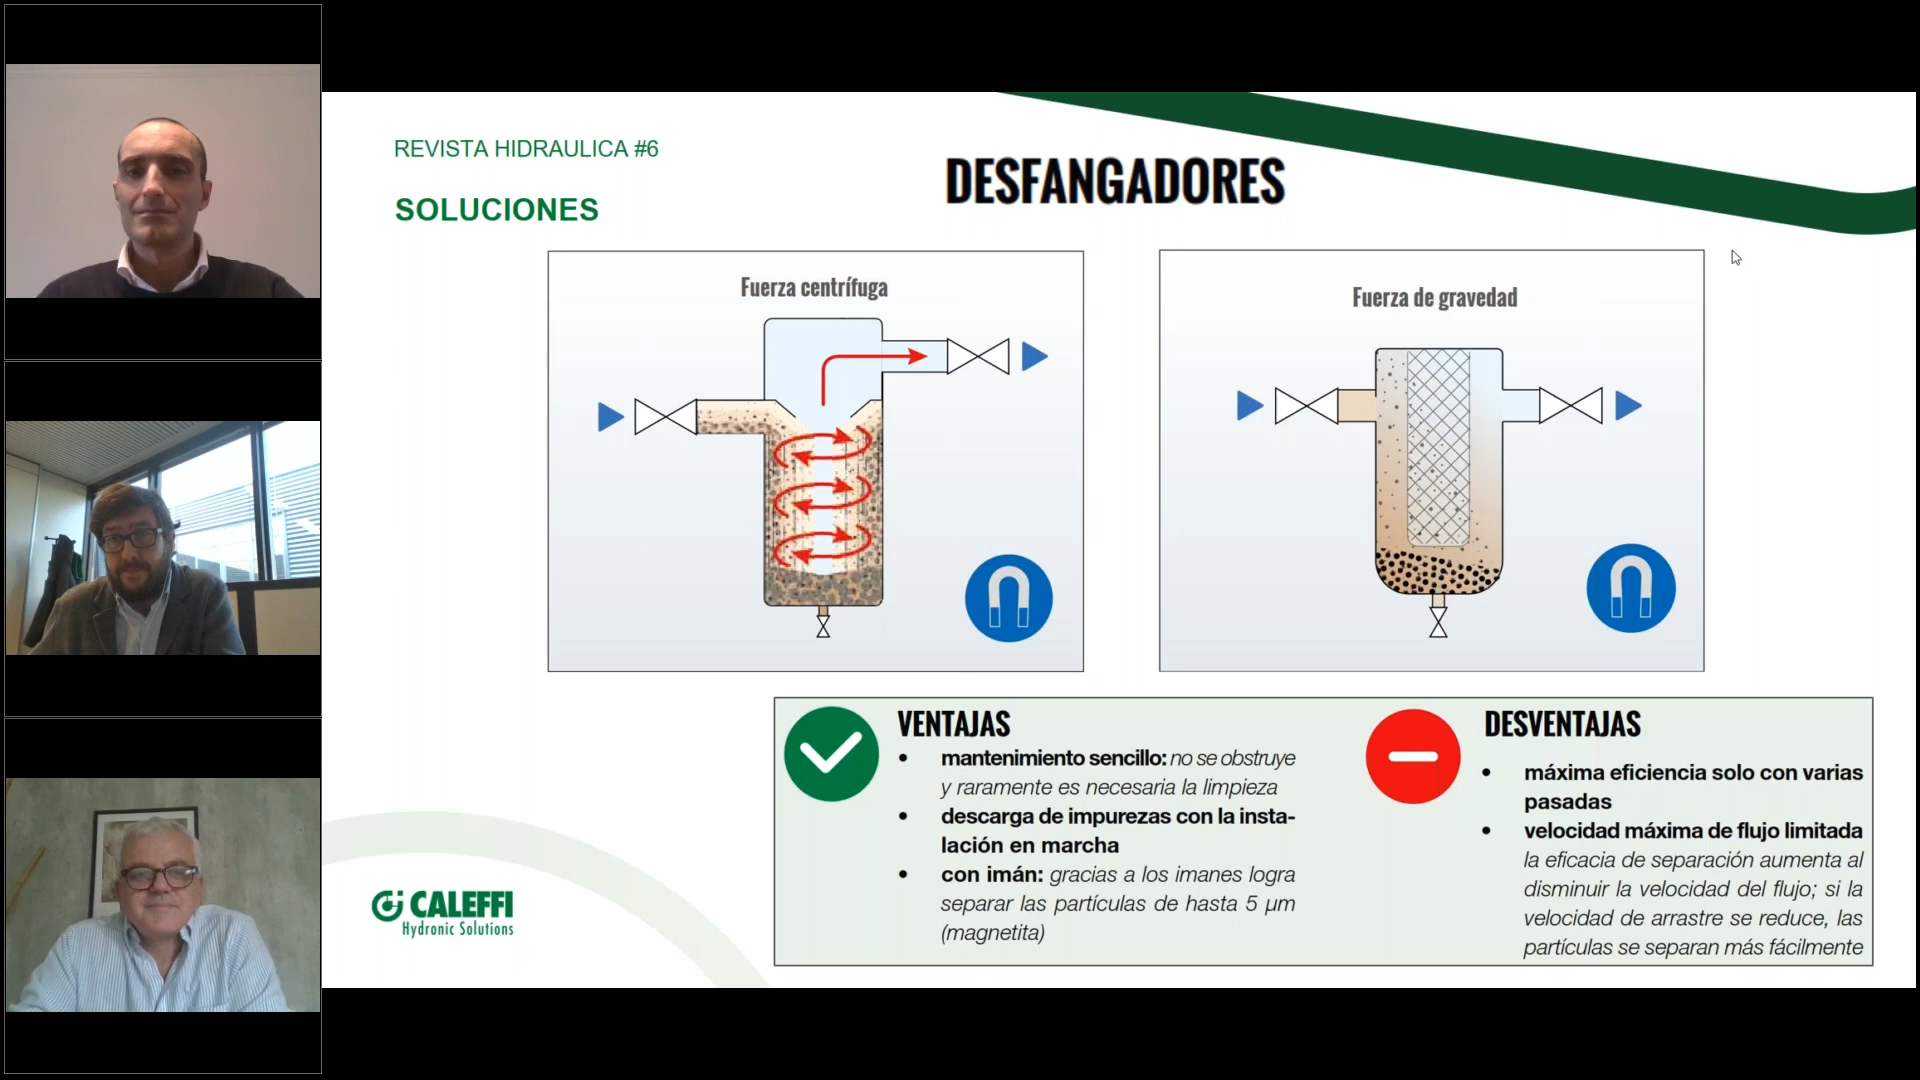 REVISTA HIDRAULICA #6
SOLUCIONES
DESFANGADORES
Fuerza centrífuga
Fuerza de gravedad
VENTAJAS
• mantenimiento sencillo: no se obstruye
y raramente es necesaria la limpieza
• descarga de impurezas con la insta-
lación en marcha
• con imán: gracias a los imanes logra
separar las partículas de hasta 5 µm
(magnetita)
DESVENTAJAS
• máxima eficiencia solo con varias
pasadas
• velocidad máxima de flujo limitada
la eficacia de separación aumenta al
disminuir la velocidad del flujo; si la
velocidad de arrastre se reduce, las
partículas se separan más fácilmente
CALEFFI
Hydronic Solutions